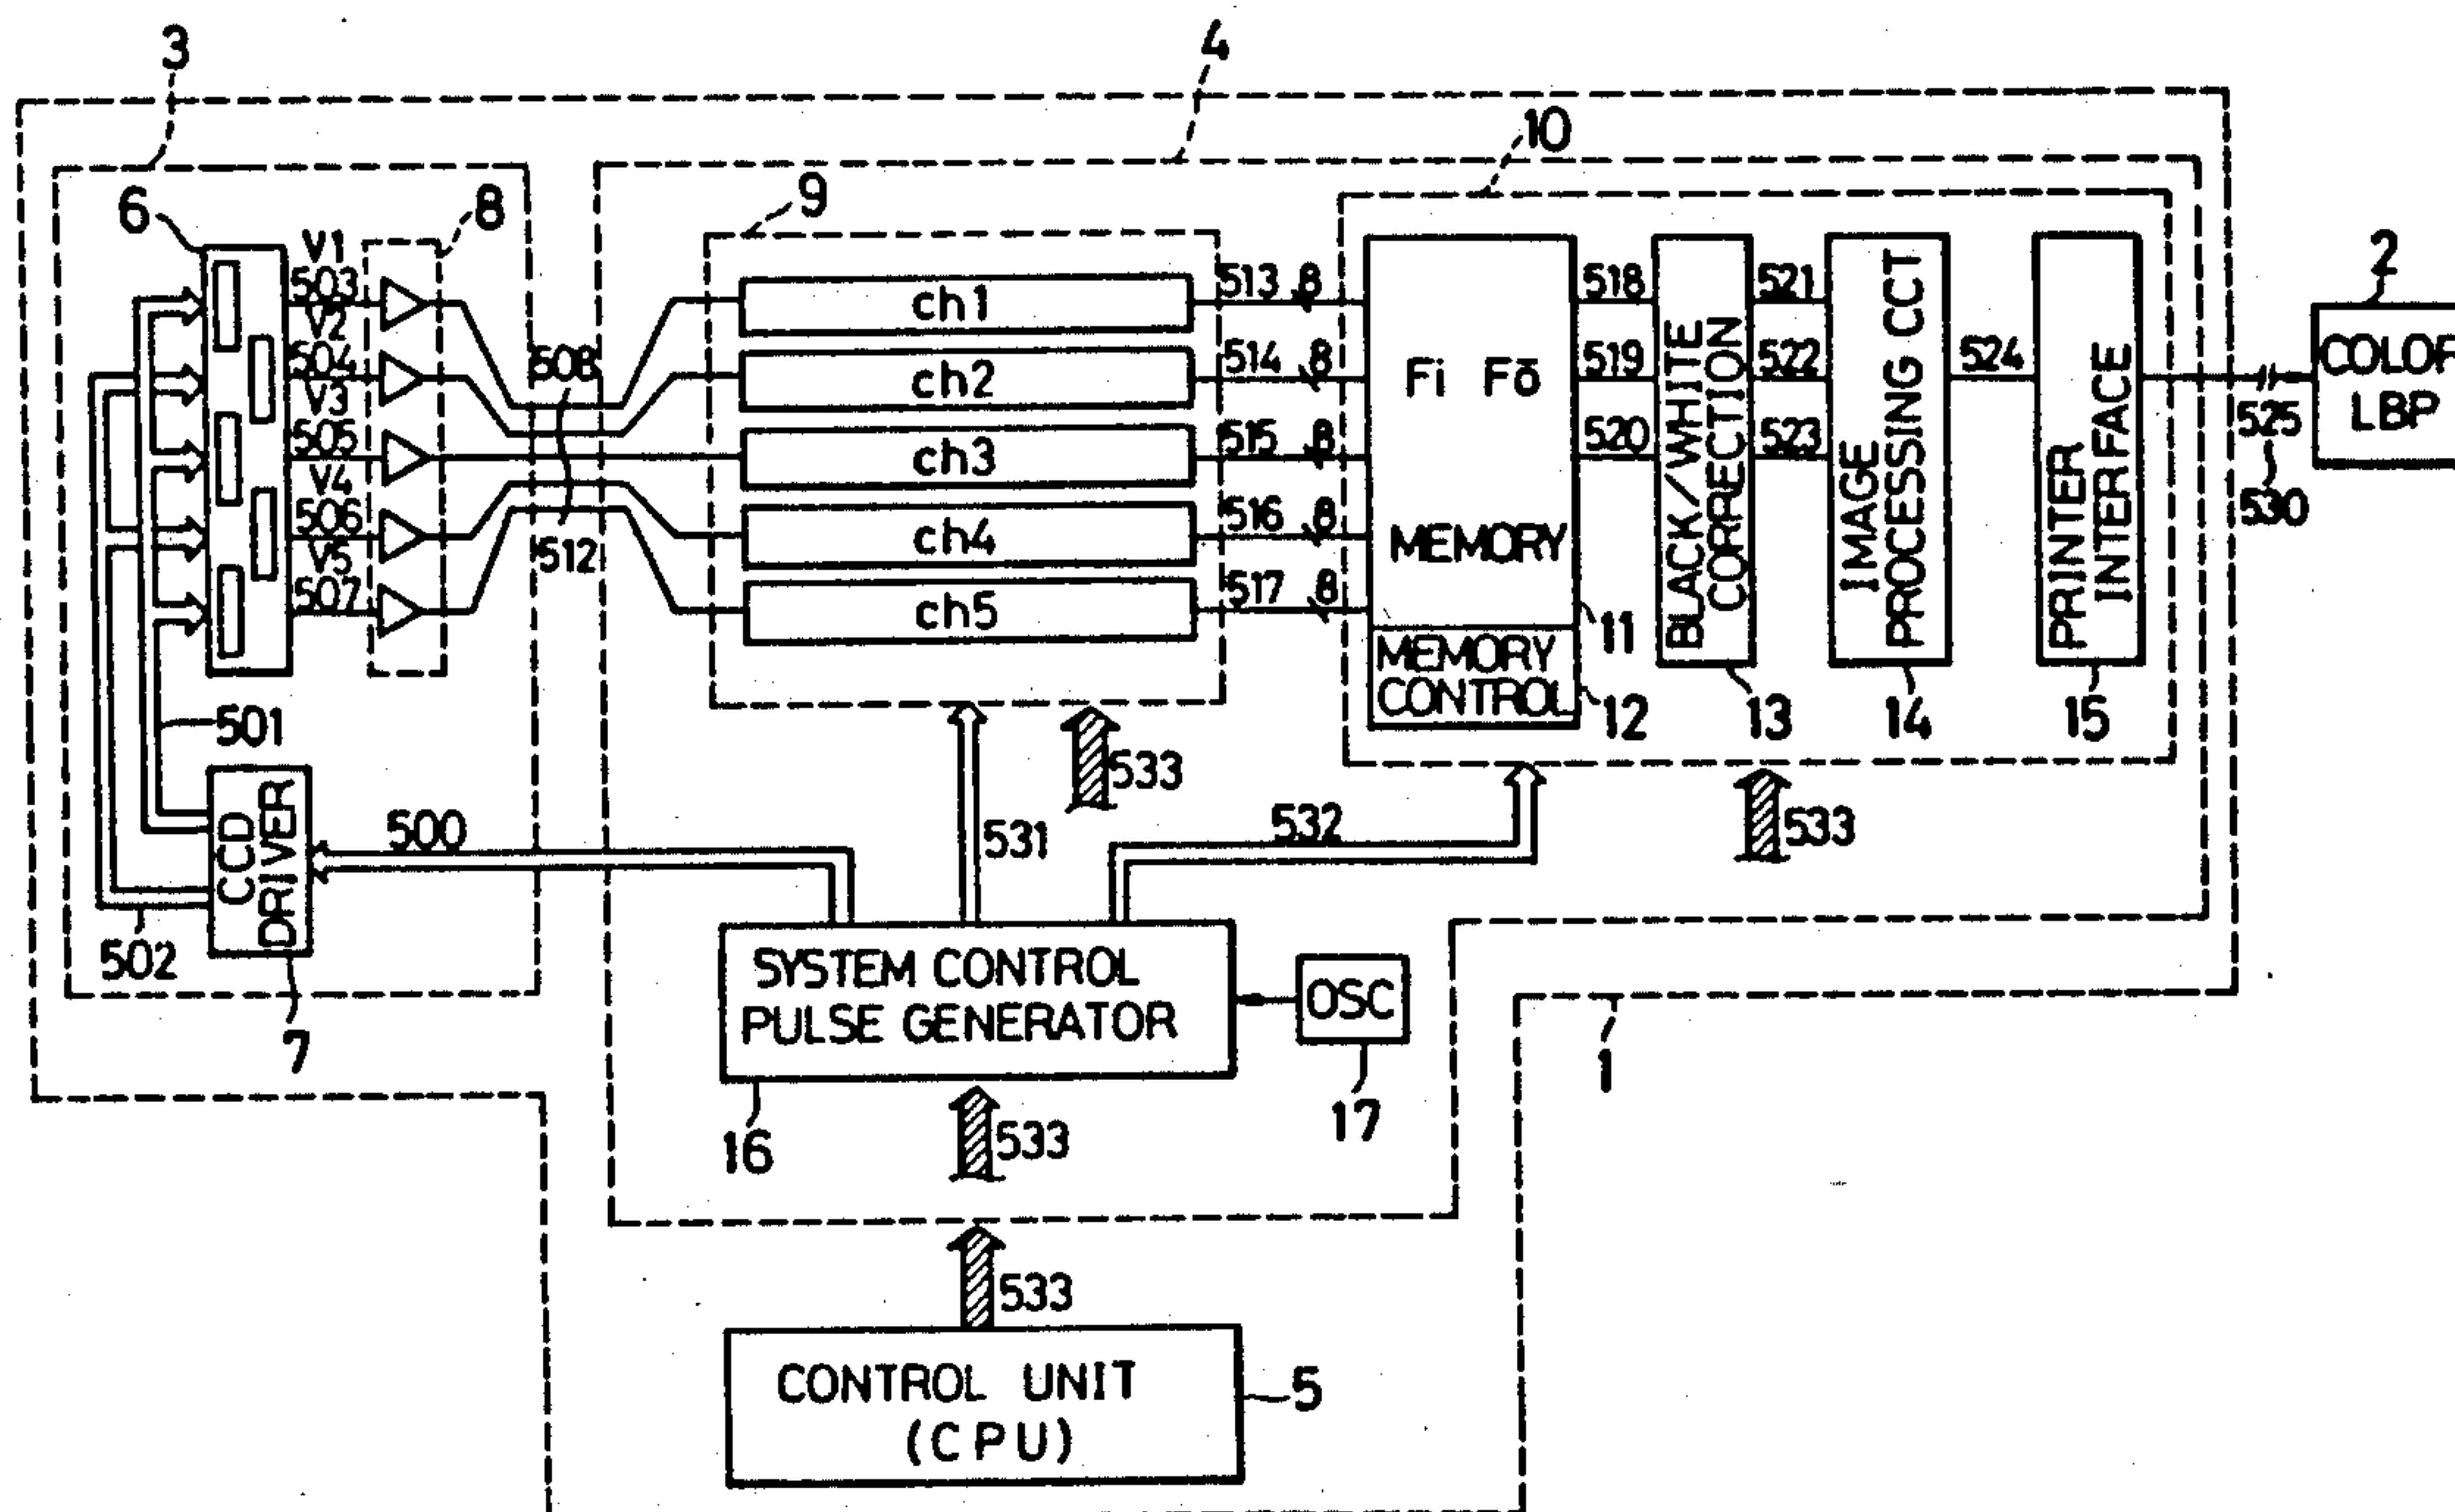 3
4
10
6
8
9
2
V1
503
V2
504
V3
505
V4
506
V5
507
508
512
ch1
ch2
ch3
ch4
ch5
513 8
514 8
515 8
516 8
517 8
Fi Fō
MEMORY
MEMORY
CONTROL
11
12
518
519
520
BLACK/WHITE
CORRECTION
13
521
522
523
IMAGE
PROCESSING CCT
14
524
PRINTER
INTERFACE
15
525
530
COLOR
LBP
501
502
CCD
DRIVER
7
500
531
533
532
533
SYSTEM CONTROL
PULSE GENERATOR
16
OSC
17
1
533
533
CONTROL UNIT
(CPU)
5